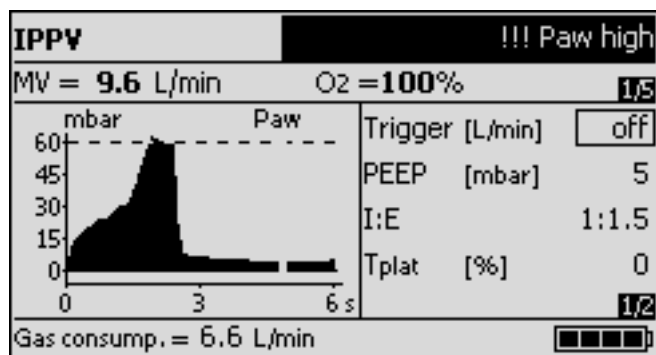 IPPV !!! Paw high
MV = 9.6 L/min O2 =100% 1/5
mbar Paw
60
45
30
15
0
0 3 6 s
Trigger [L/min] off
PEEP [mbar] 5
I:E 1:1.5
Tplat [%] 0
1/2
Gas consump. = 6.6 L/min